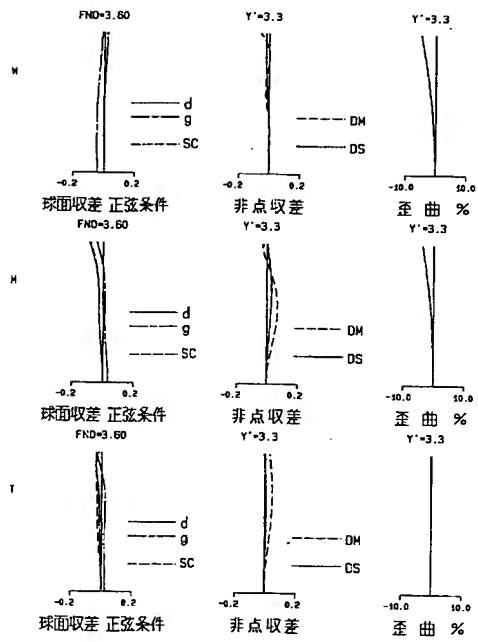 FNO=3.60 Y'=3.3 Y'=3.3
W
d
g
SC
DM
DS
-0.2 0.2 -0.2 0.2 -10.0 10.0
球面収差 正弦条件 非点収差 歪曲 %
FNO=3.60 Y'=3.3 Y'=3.3
M
d
g
SC
DM
DS
-0.2 0.2 -0.2 0.2 -10.0 10.0
球面収差 正弦条件 非点収差 歪曲 %
FNO=3.60 Y'=3.3 Y'=3.3
T
d
g
SC
DM
DS
-0.2 0.2 -0.2 0.2 -10.0 10.0
球面収差 正弦条件 非点収差 歪曲 %